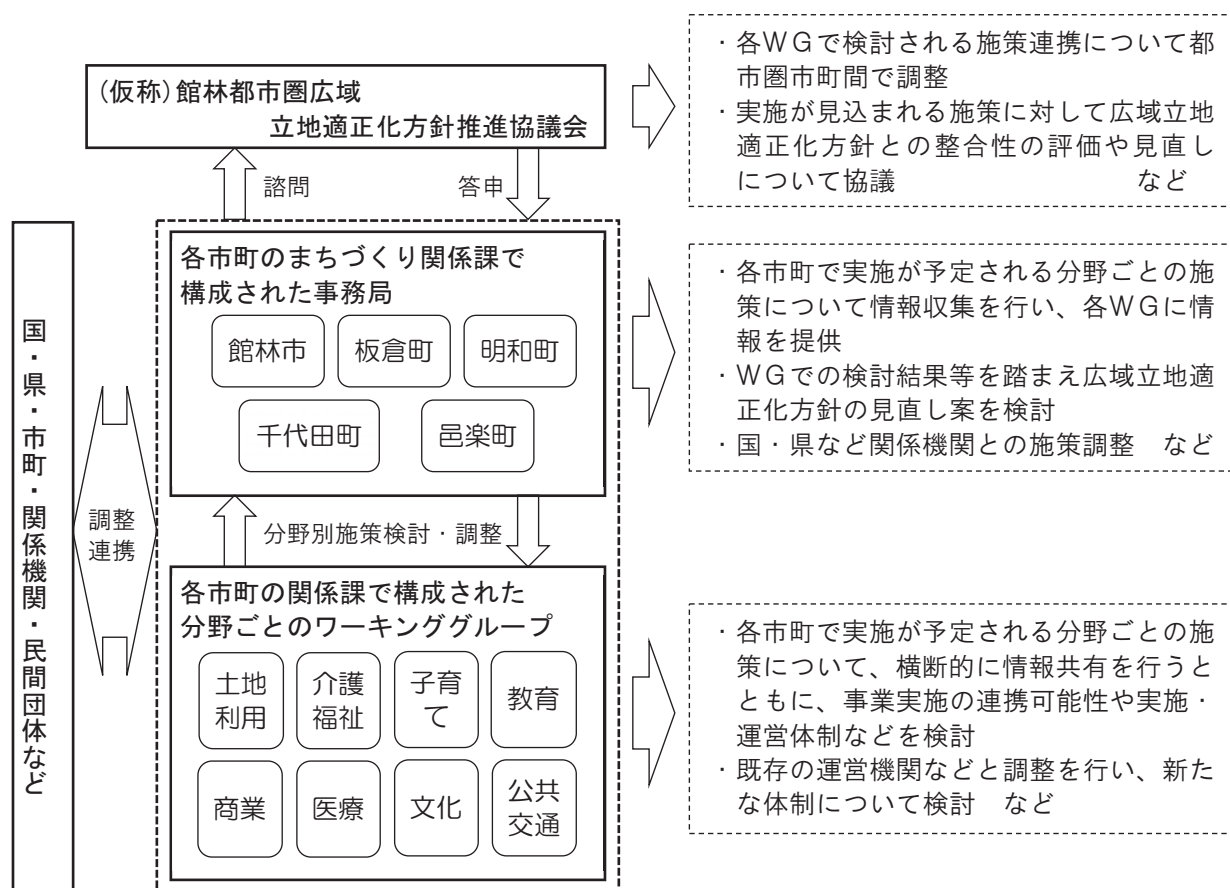 (仮称)館林都市圏広域
立地適正化方針推進協議会
・各ＷＧで検討される施策連携について都
市圏市町間で調整
・実施が見込まれる施策に対して広域立地
適正化方針との整合性の評価や見直し
について協議　など
諮問
答申
国・県・市町・関係機関・民間団体など
調整
連携
各市町のまちづくり関係課で
構成された事務局
館林市
板倉町
明和町
千代田町
邑楽町
・各市町で実施が予定される分野ごとの施
策について情報収集を行い、各ＷＧに情
報を提供
・ＷＧでの検討結果等を踏まえ広域立地適
正化方針の見直し案を検討
・国・県など関係機関との施策調整　など
分野別施策検討・調整
各市町の関係課で構成された
分野ごとのワーキンググループ
土地
利用
介護
福祉
子育
て
教育
商業
医療
文化
公共
交通
・各市町で実施が予定される分野ごとの施
策について、横断的に情報共有を行うと
ともに、事業実施の連携可能性や実施・
運営体制などを検討
・既存の運営機関などと調整を行い、新た
な体制について検討　など